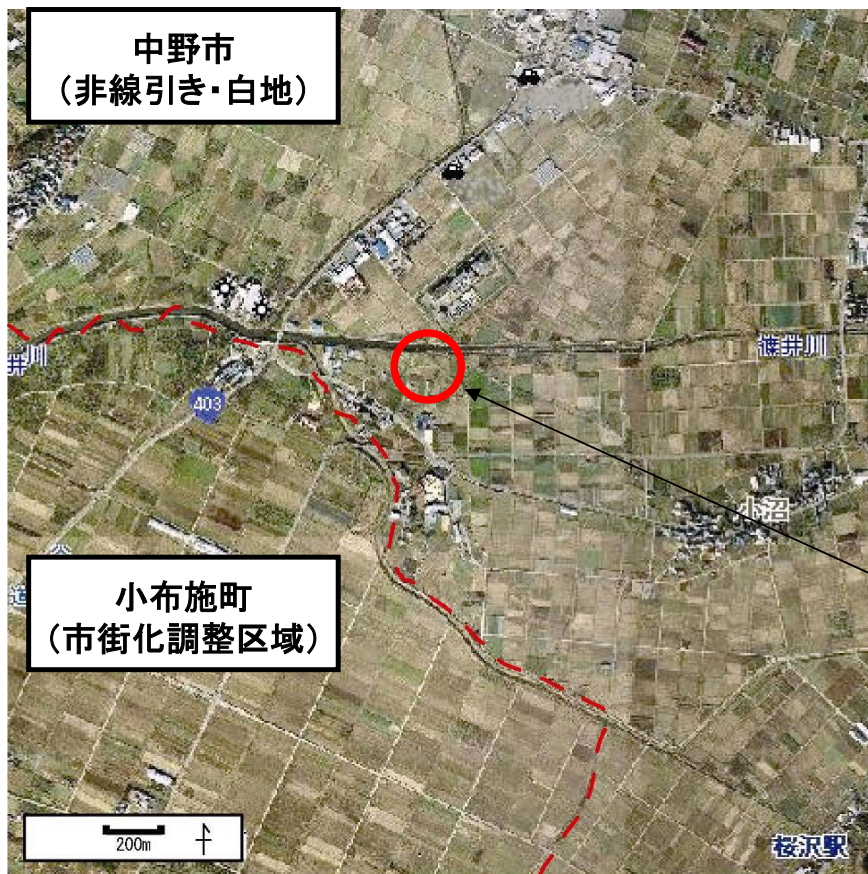 中野市
（非線引き・白地）
井川
篠井川
403
小沼
小布施町
（市街化調整区域）
道
200m
桜沢駅